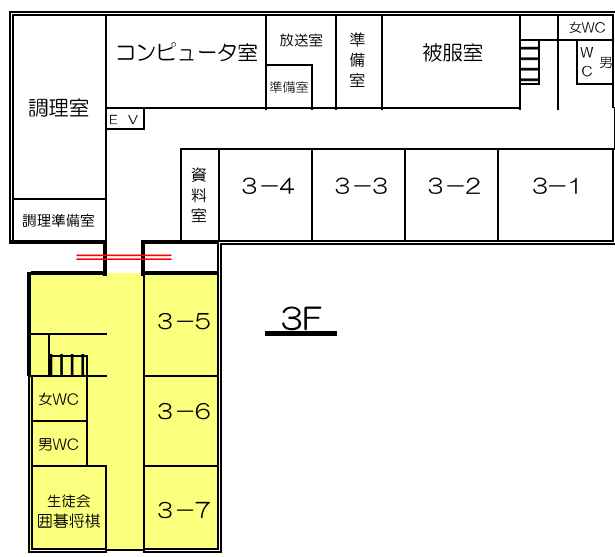 女WC
コンピュータ室
放送室
準備室
被服室
WC
男
準備室
調理室
EV
資料室
3-4
3-3
3-2
3-1
調理準備室
3-5
3F
女WC
3-6
男WC
生徒会
囲碁将棋
3-7